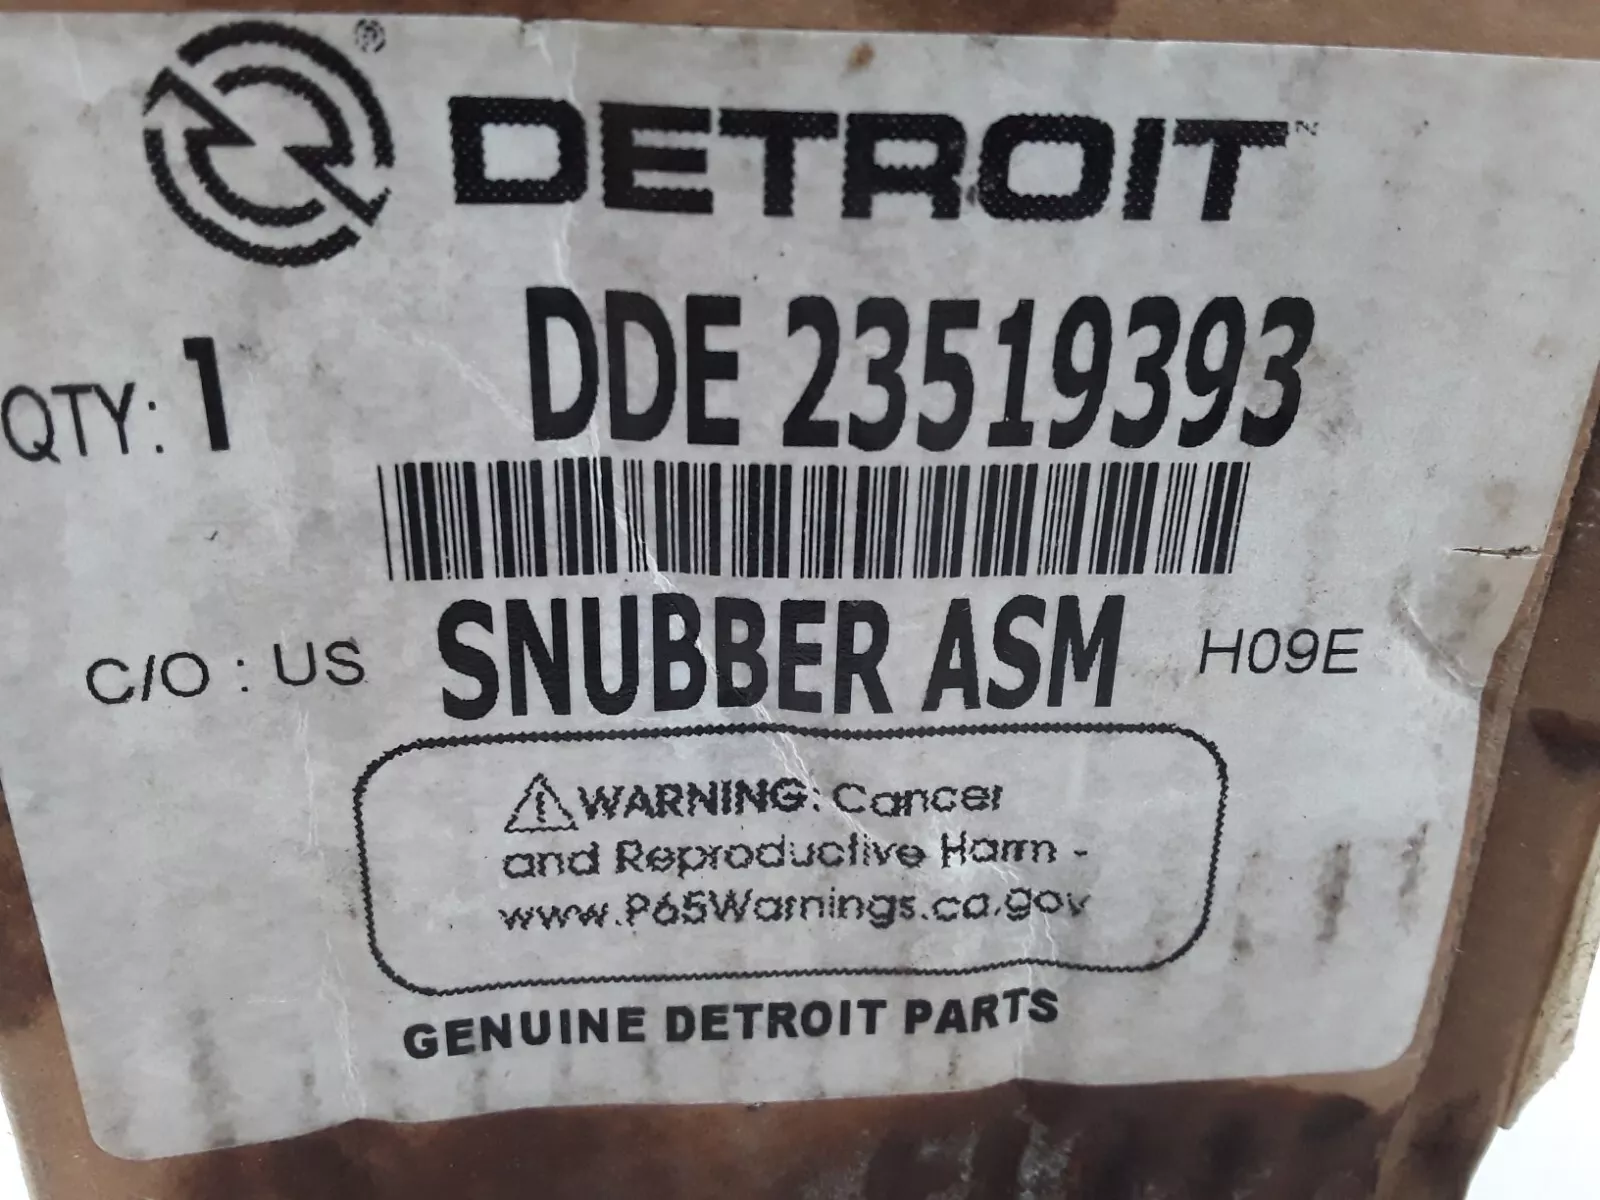 ®
DETROIT™
DDE 23519393
QTY: 1
C/O : US
SNUBBER ASM
H09E
⚠WARNING: Cancer
and Reproductive Harm -
www.P65Warnings.ca.gov
GENUINE DETROIT PARTS